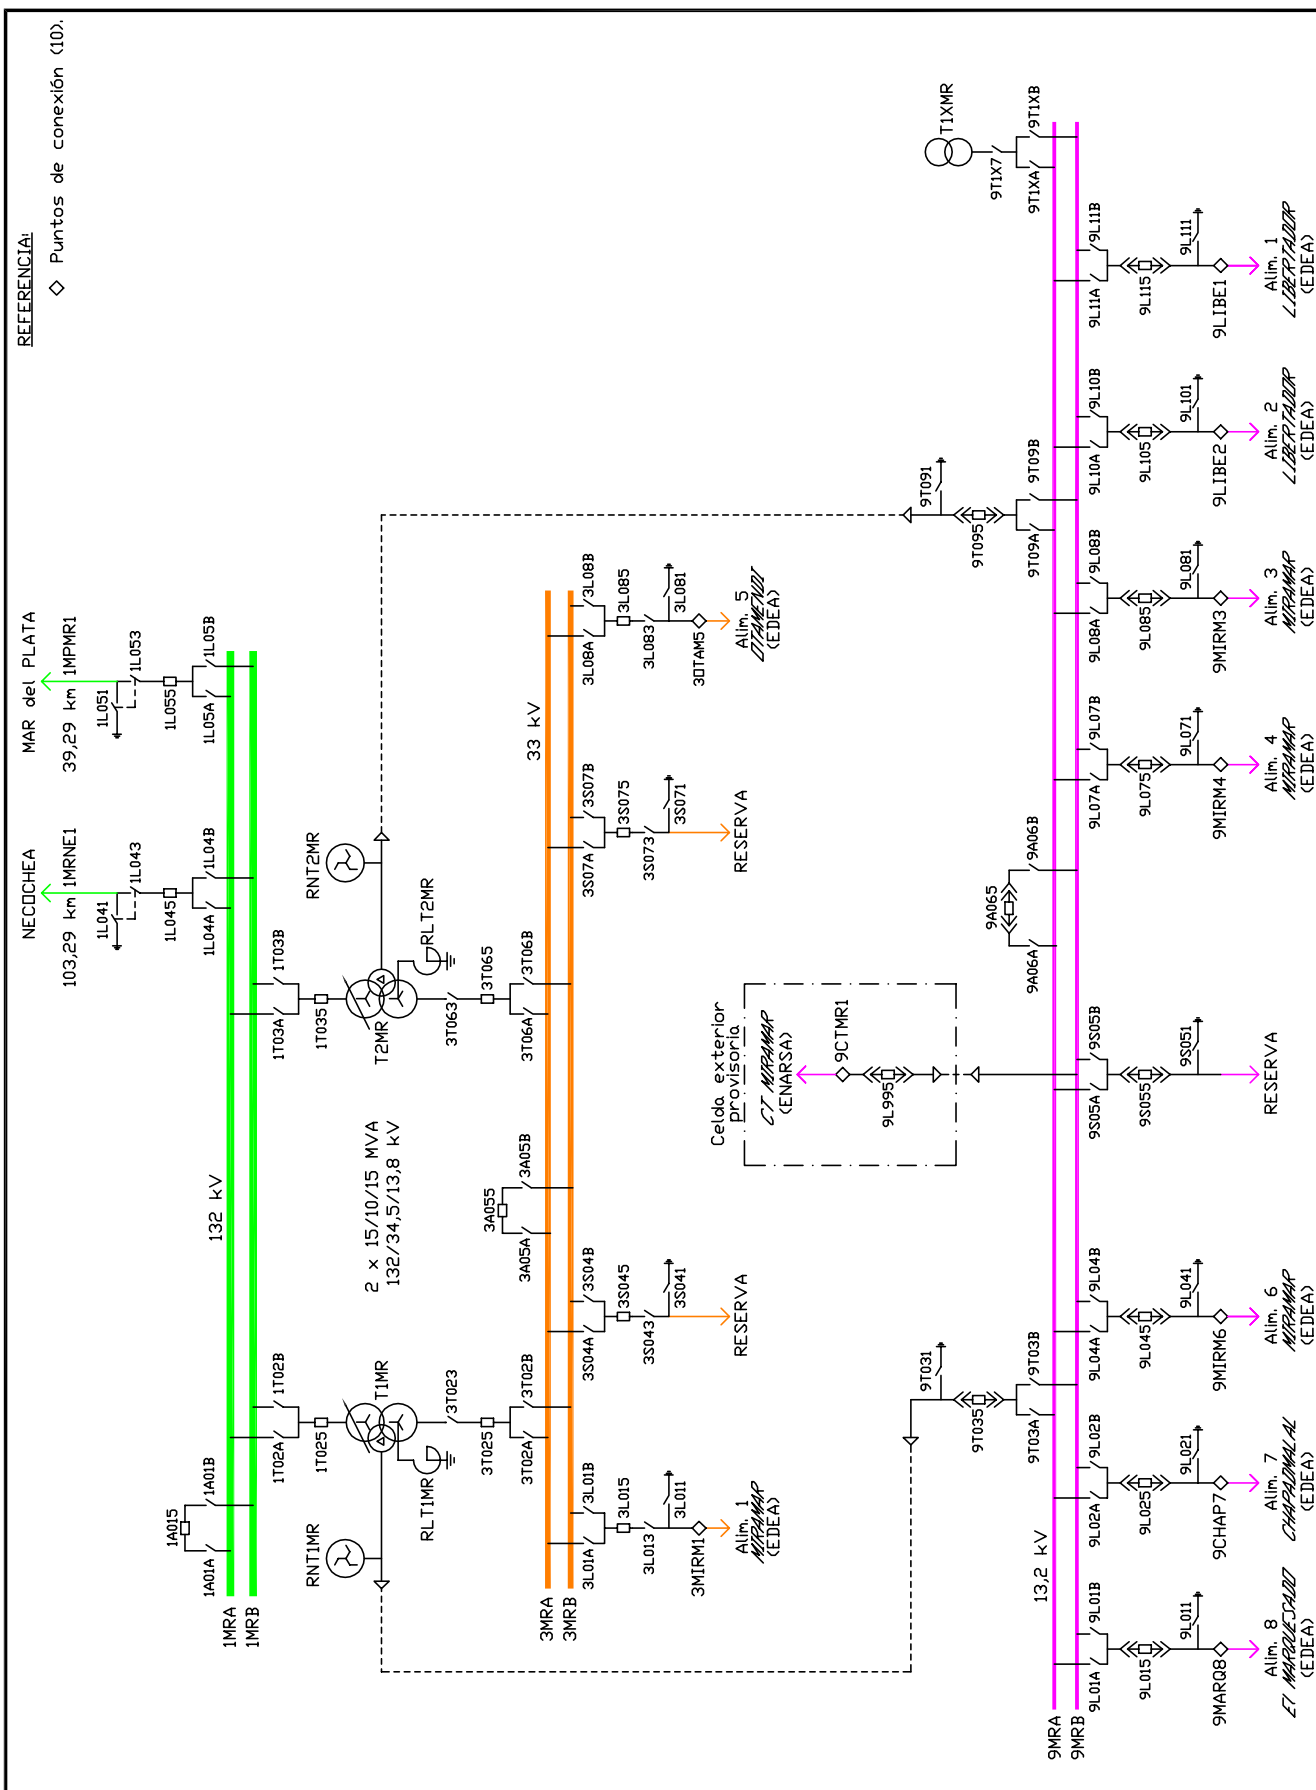 REFERENCIA:
◇ Puntos de conexión (10).
NECOCHEA
103,29 km 1MRNE1
1L041
1L043
1L045
1L04A
1L04B
MAR del PLATA
39,29 km 1MPMR1
1L051
1L053
1L055
1L05A
1L05B
1A015
1A01A
1A01B
132 kV
1MRA
1MRB
1T02A
1T02B
1T025
T1MR
RNT1MR
RLT1MR
3T023
3T025
3T02A
3T02B
2 x 15/10/15 MVA
132/34,5/13,8 kV
1T03A
1T03B
1T035
T2MR
RNT2MR
RLT2MR
3T063
3T065
3T06A
3T06B
3A055
3A05A
3A05B
33 kV
3MRA
3MRB
3L01A
3L01B
3L015
3L013
3L011
3MIRM1
Alim. 1
MIRAMAR
(EDEA)
3S04A
3S04B
3S045
3S043
3S041
RESERVA
3S07A
3S07B
3S075
3S073
3S071
RESERVA
3L08A
3L08B
3L085
3L083
3L081
3OTAM5
Alim. 5
OTAMENDI
(EDEA)
Celda exterior
provisoria
CT MIRAMAR
(ENARSA)
9CTMR1
9L995
9T031
9T035
9T03A
9T03B
9A065
9A06A
9A06B
9T091
9T095
9T09A
9T09B
T1XMR
9T1X7
9T1XA
9T1XB
13,2 kV
9MRA
9MRB
9L01A
9L01B
9L015
9L011
9MARQ8
Alim. 8
El MARQUESADO
(EDEA)
9L02A
9L02B
9L025
9L021
9CHAP7
Alim. 7
CHAPADMALAL
(EDEA)
9L04A
9L04B
9L045
9L041
9MIRM6
Alim. 6
MIRAMAR
(EDEA)
9S05A
9S05B
9S055
9S051
RESERVA
9L07A
9L07B
9L075
9L071
9MIRM4
Alim. 4
MIRAMAR
(EDEA)
9L08A
9L08B
9L085
9L081
9MIRM3
Alim. 3
MIRAMAR
(EDEA)
9L10A
9L10B
9L105
9L101
9LIBE2
Alim. 2
LIBERTADOR
(EDEA)
9L11A
9L11B
9L115
9L111
9LIBE1
Alim. 1
LIBERTADOR
(EDEA)